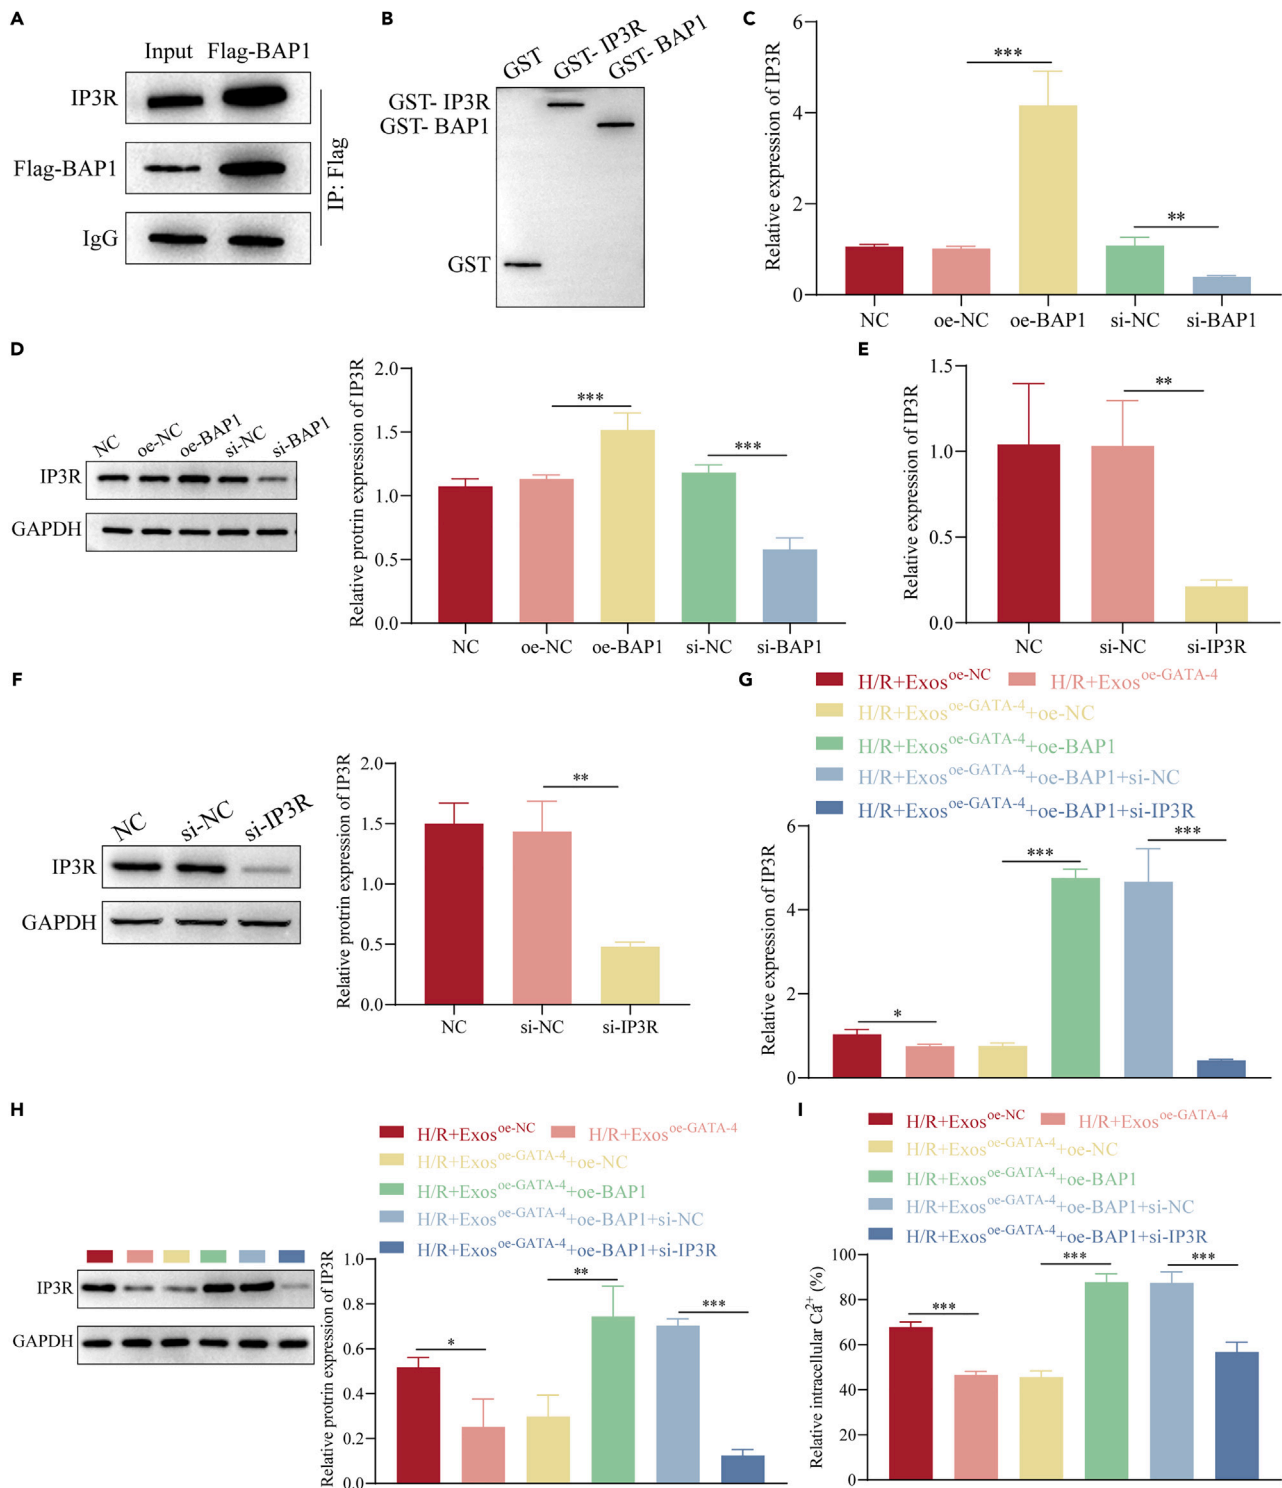 A
Input Flag-BAP1
IP3R
Flag-BAP1
IgG
IP: Flag
B
GST
GST- IP3R
GST- BAP1
GST- IP3R
GST- BAP1
GST
C
Relative expression of IP3R
6
4
2
0
***
**
NC oe-NC oe-BAP1 si-NC si-BAP1
D
NC oe-NC oe-BAP1 si-NC si-BAP1
IP3R
GAPDH
Relative protrin expression of IP3R
2.0
1.5
1.0
0.5
0.0
***
***
NC oe-NC oe-BAP1 si-NC si-BAP1
E
Relative expression of IP3R
1.5
1.0
0.5
0.0
**
NC si-NC si-IP3R
F
NC si-NC si-IP3R
IP3R
GAPDH
Relative protrin expression of IP3R
2.0
1.5
1.0
0.5
0.0
**
NC si-NC si-IP3R
G
H/R+Exos^oe-NC H/R+Exos^oe-GATA-4
H/R+Exos^oe-GATA-4+oe-NC
H/R+Exos^oe-GATA-4+oe-BAP1
H/R+Exos^oe-GATA-4+oe-BAP1+si-NC
H/R+Exos^oe-GATA-4+oe-BAP1+si-IP3R
Relative expression of IP3R
6
4
2
0
*
***
***
H
IP3R
GAPDH
H/R+Exos^oe-NC H/R+Exos^oe-GATA-4
H/R+Exos^oe-GATA-4+oe-NC
H/R+Exos^oe-GATA-4+oe-BAP1
H/R+Exos^oe-GATA-4+oe-BAP1+si-NC
H/R+Exos^oe-GATA-4+oe-BAP1+si-IP3R
Relative protrin expression of IP3R
1.0
0.8
0.6
0.4
0.2
0.0
*
**
***
I
H/R+Exos^oe-NC H/R+Exos^oe-GATA-4
H/R+Exos^oe-GATA-4+oe-NC
H/R+Exos^oe-GATA-4+oe-BAP1
H/R+Exos^oe-GATA-4+oe-BAP1+si-NC
H/R+Exos^oe-GATA-4+oe-BAP1+si-IP3R
Relative intracellular Ca²⁺ (%)
100
80
60
40
20
0
***
***
***